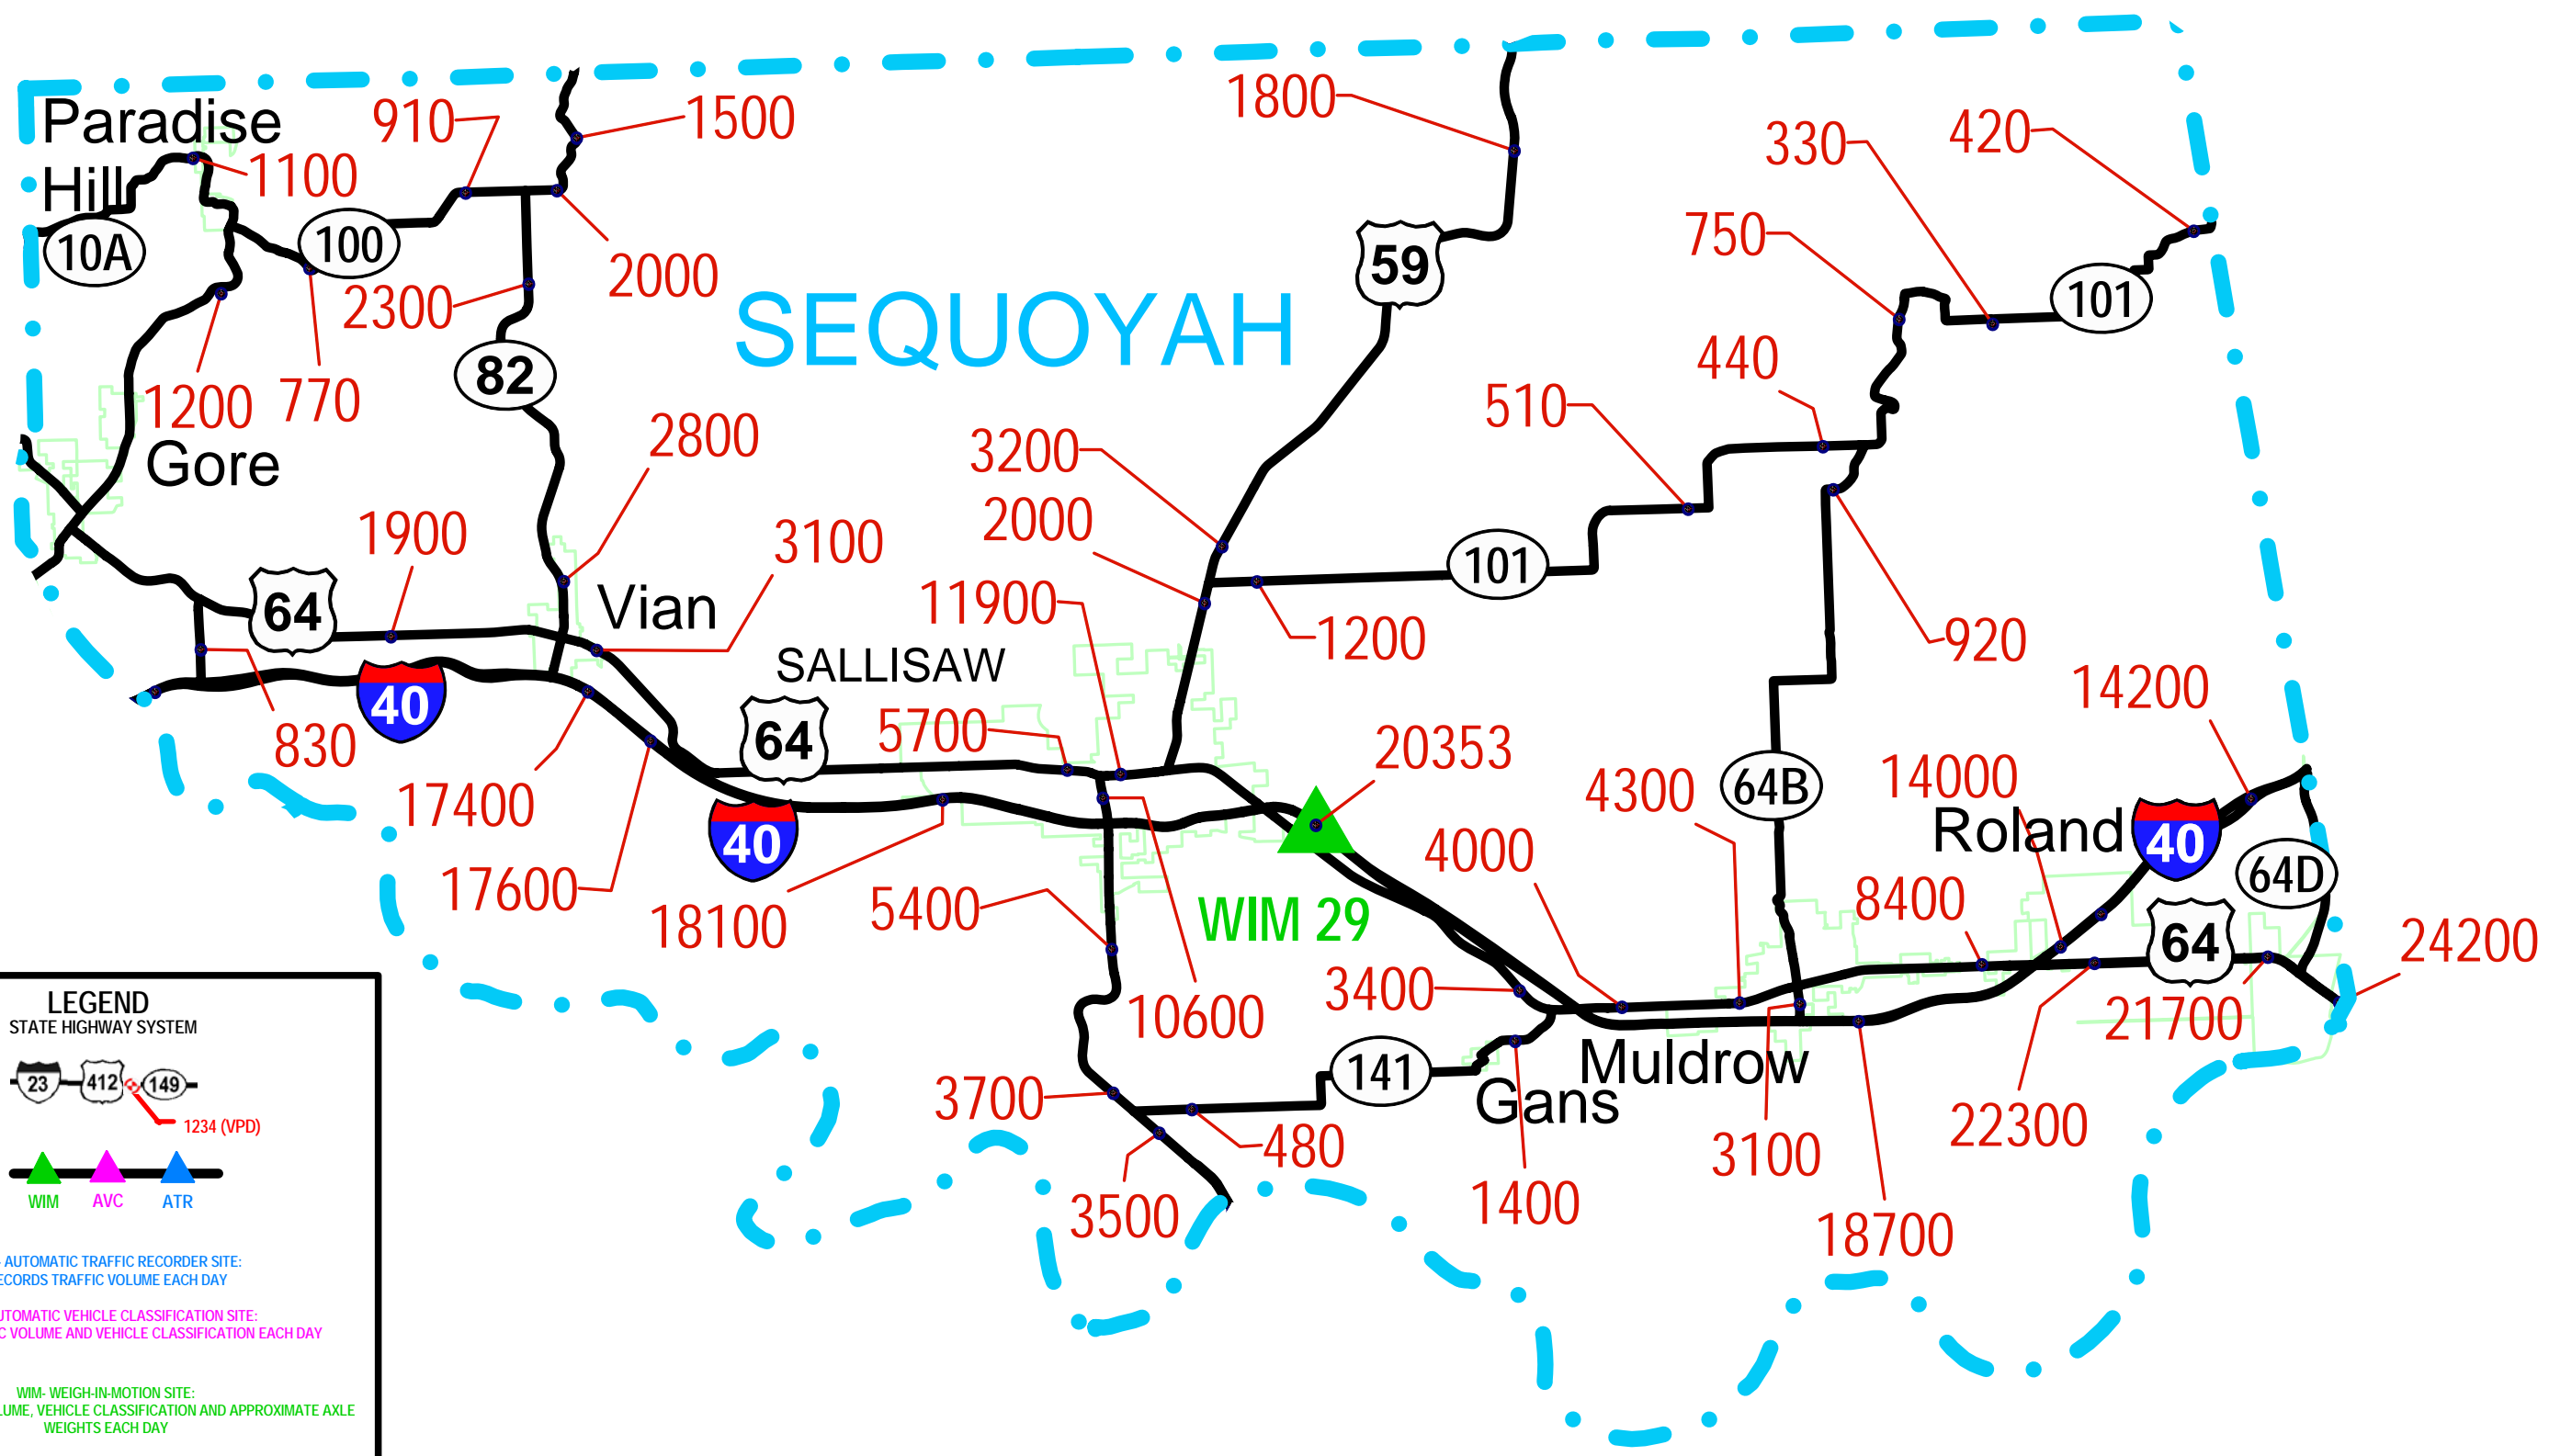 1800
910
1500
Paradise
Hill
1100
330
420
750
10A
100
59
2000
2300
101
SEQUOYAH
82
440
1200
770
510
2800
3200
Gore
1900
2000
3100
101
11900
64
Vian
1200
920
SALLISAW
14200
40
830
5700
64
20353
17400
4300
64B
14000
Roland
40
40
4000
64D
17600
8400
5400
18100
WIM 29
64
24200
3400
10600
21700
LEGEND
STATE HIGHWAY SYSTEM
141
Muldrow
23
412
149
3700
Gans
1234 (VPD)
480
3100
22300
WIM
AVC
ATR
3500
1400
18700
AUTOMATIC TRAFFIC RECORDER SITE:
ECORDS TRAFFIC VOLUME EACH DAY
UTOMATIC VEHICLE CLASSIFICATION SITE:
C VOLUME AND VEHICLE CLASSIFICATION EACH DAY
WIM- WEIGH-IN-MOTION SITE:
LUME, VEHICLE CLASSIFICATION AND APPROXIMATE AXLE
WEIGHTS EACH DAY